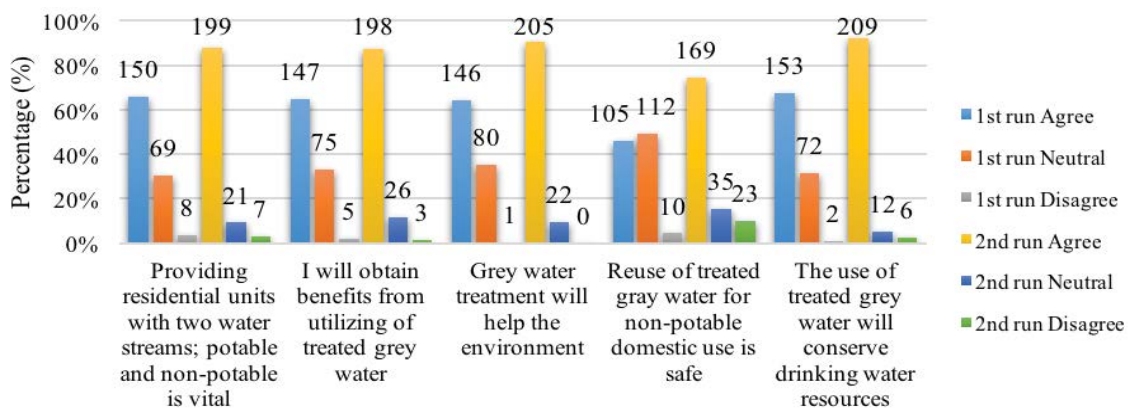 Percentage (%)
100%
80%
60%
40%
20%
0%
150
69
8
199
21
7
147
75
5
198
26
3
146
80
1
205
22
0
105
112
10
169
35
23
153
72
2
209
12
6
Providing
residential units
with two water
streams; potable
and non-potable
is vital
I will obtain
benefits from
utilizing of
treated grey
water
Grey water
treatment will
help the
environment
Reuse of treated
gray water for
non-potable
domestic use is
safe
The use of
treated grey
water will
conserve
drinking water
resources
1st run Agree
1st run Neutral
1st run Disagree
2nd run Agree
2nd run Neutral
2nd run Disagree